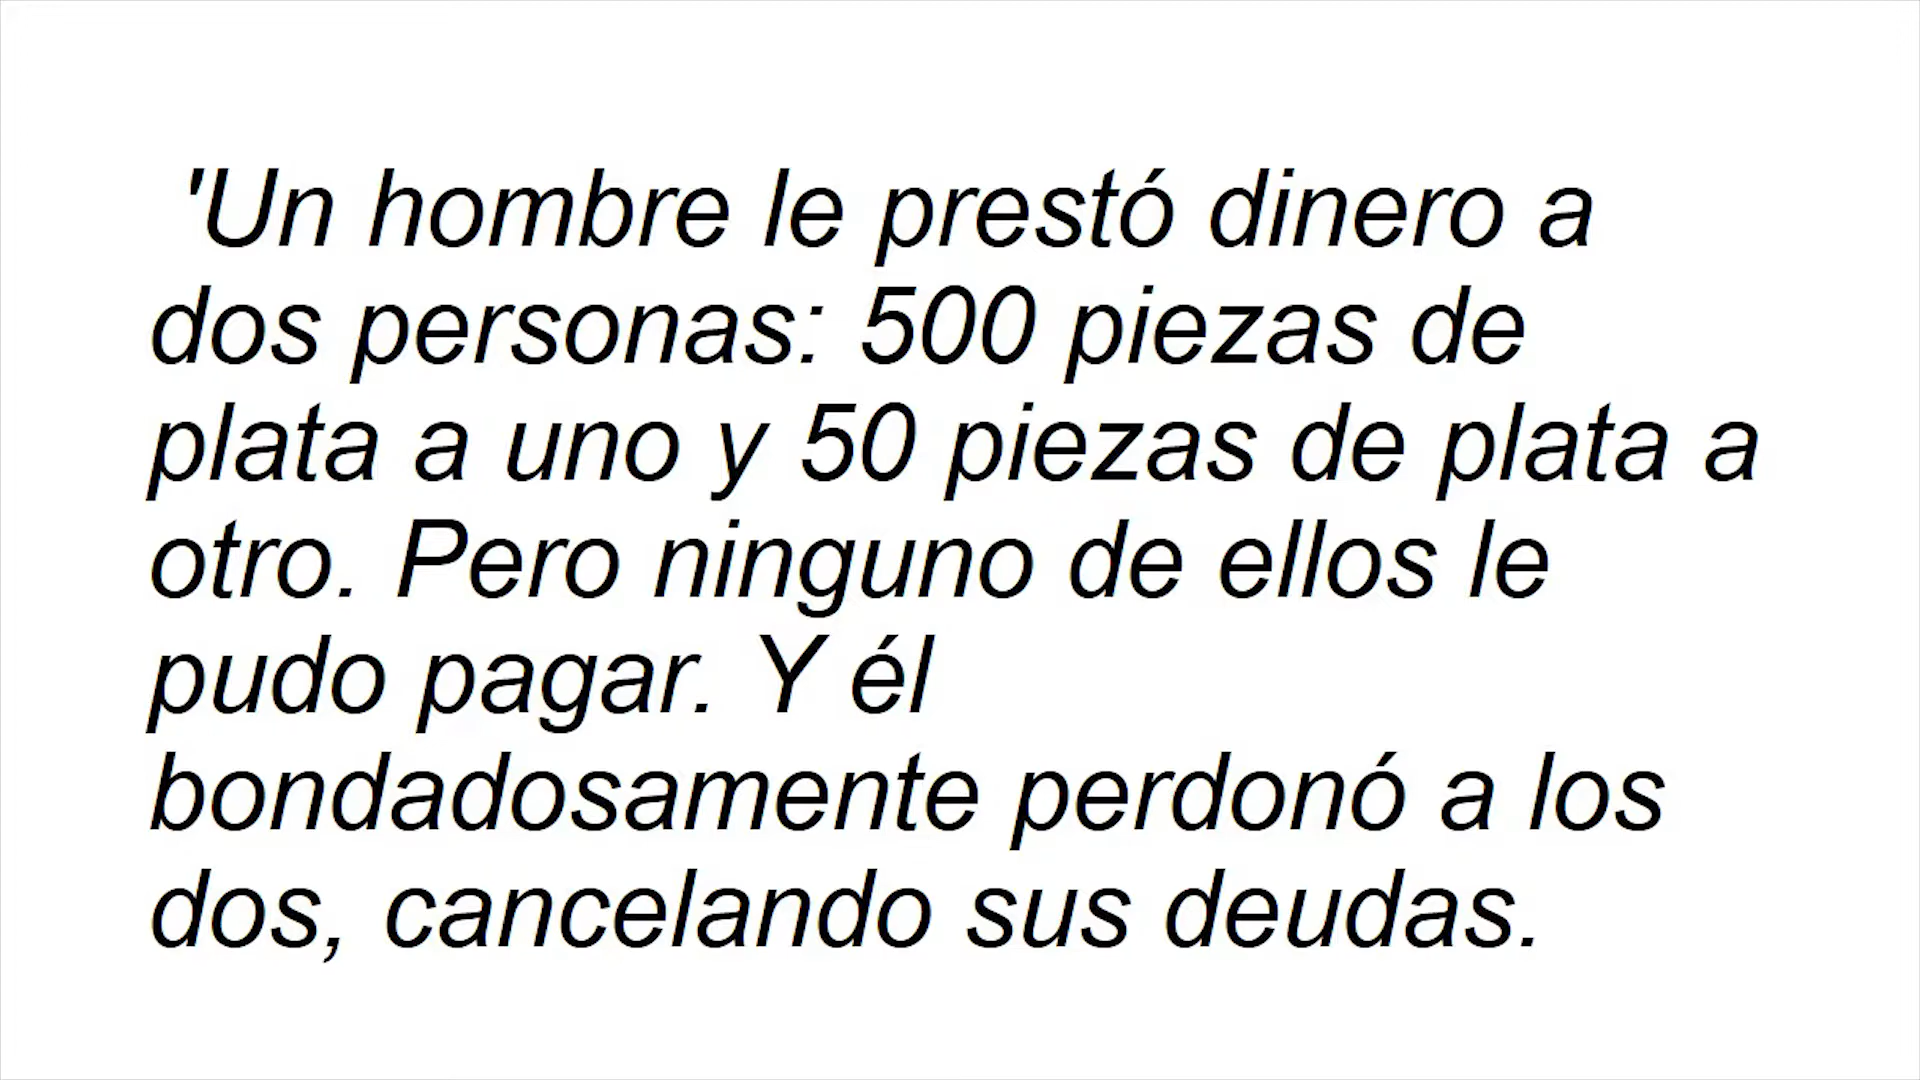 'Un hombre le prestó dinero a
dos personas: 500 piezas de
plata a uno y 50 piezas de plata a
otro. Pero ninguno de ellos le
pudo pagar. Y él
bondadosamente perdonó a los
dos, cancelando sus deudas.